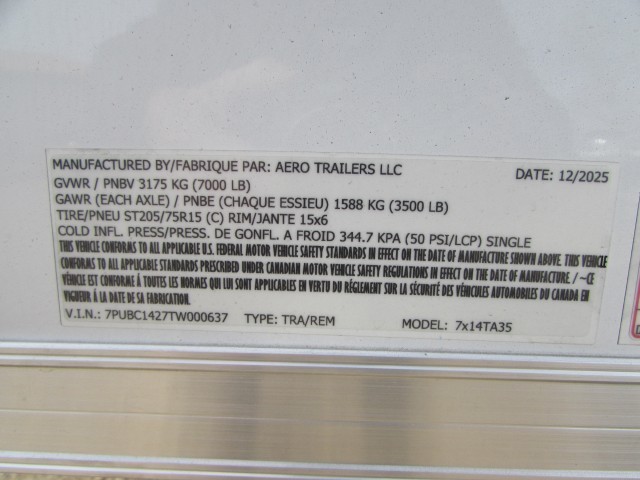 MANUFACTURED BY/FABRIQUE PAR: AERO TRAILERS LLC DATE: 12/2025
GVWR / PNBV 3175 KG (7000 LB)
GAWR (EACH AXLE) / PNBE (CHAQUE ESSIEU) 1588 KG (3500 LB)
TIRE/PNEU ST205/75R15 (C) RIM/JANTE 15x6
COLD INFL. PRESS/PRESS. DE GONFL. A FROID 344.7 KPA (50 PSI/LCP) SINGLE
THIS VEHICLE CONFORMS TO ALL APPLICABLE U.S. FEDERAL MOTOR VEHICLE SAFETY STANDARDS IN EFFECT ON THE DATE OF MANUFACTURE SHOWN ABOVE. THIS VEHICLE
CONFORMS TO ALL APPLICABLE STANDARDS PRESCRIBED UNDER CANADIAN MOTOR VEHICLE SAFETY REGULATIONS IN EFFECT ON THE DATE OF MANUFACTURE. / ~CE
VÉHICLE EST CONFORME À TOUTES LES NORMES QUI LUI SONT APPLICABLES EN VERTU DU RÉGLEMENT SUR LA SÉCURITÉ DES VÉHICULES AUTOMOBILES DU CANADA EN
VIGUEUR À LA DATE DE SA FABRICATION.
V.I.N.: 7PUBC1427TW000637 TYPE: TRA/REM MODEL: 7x14TA35